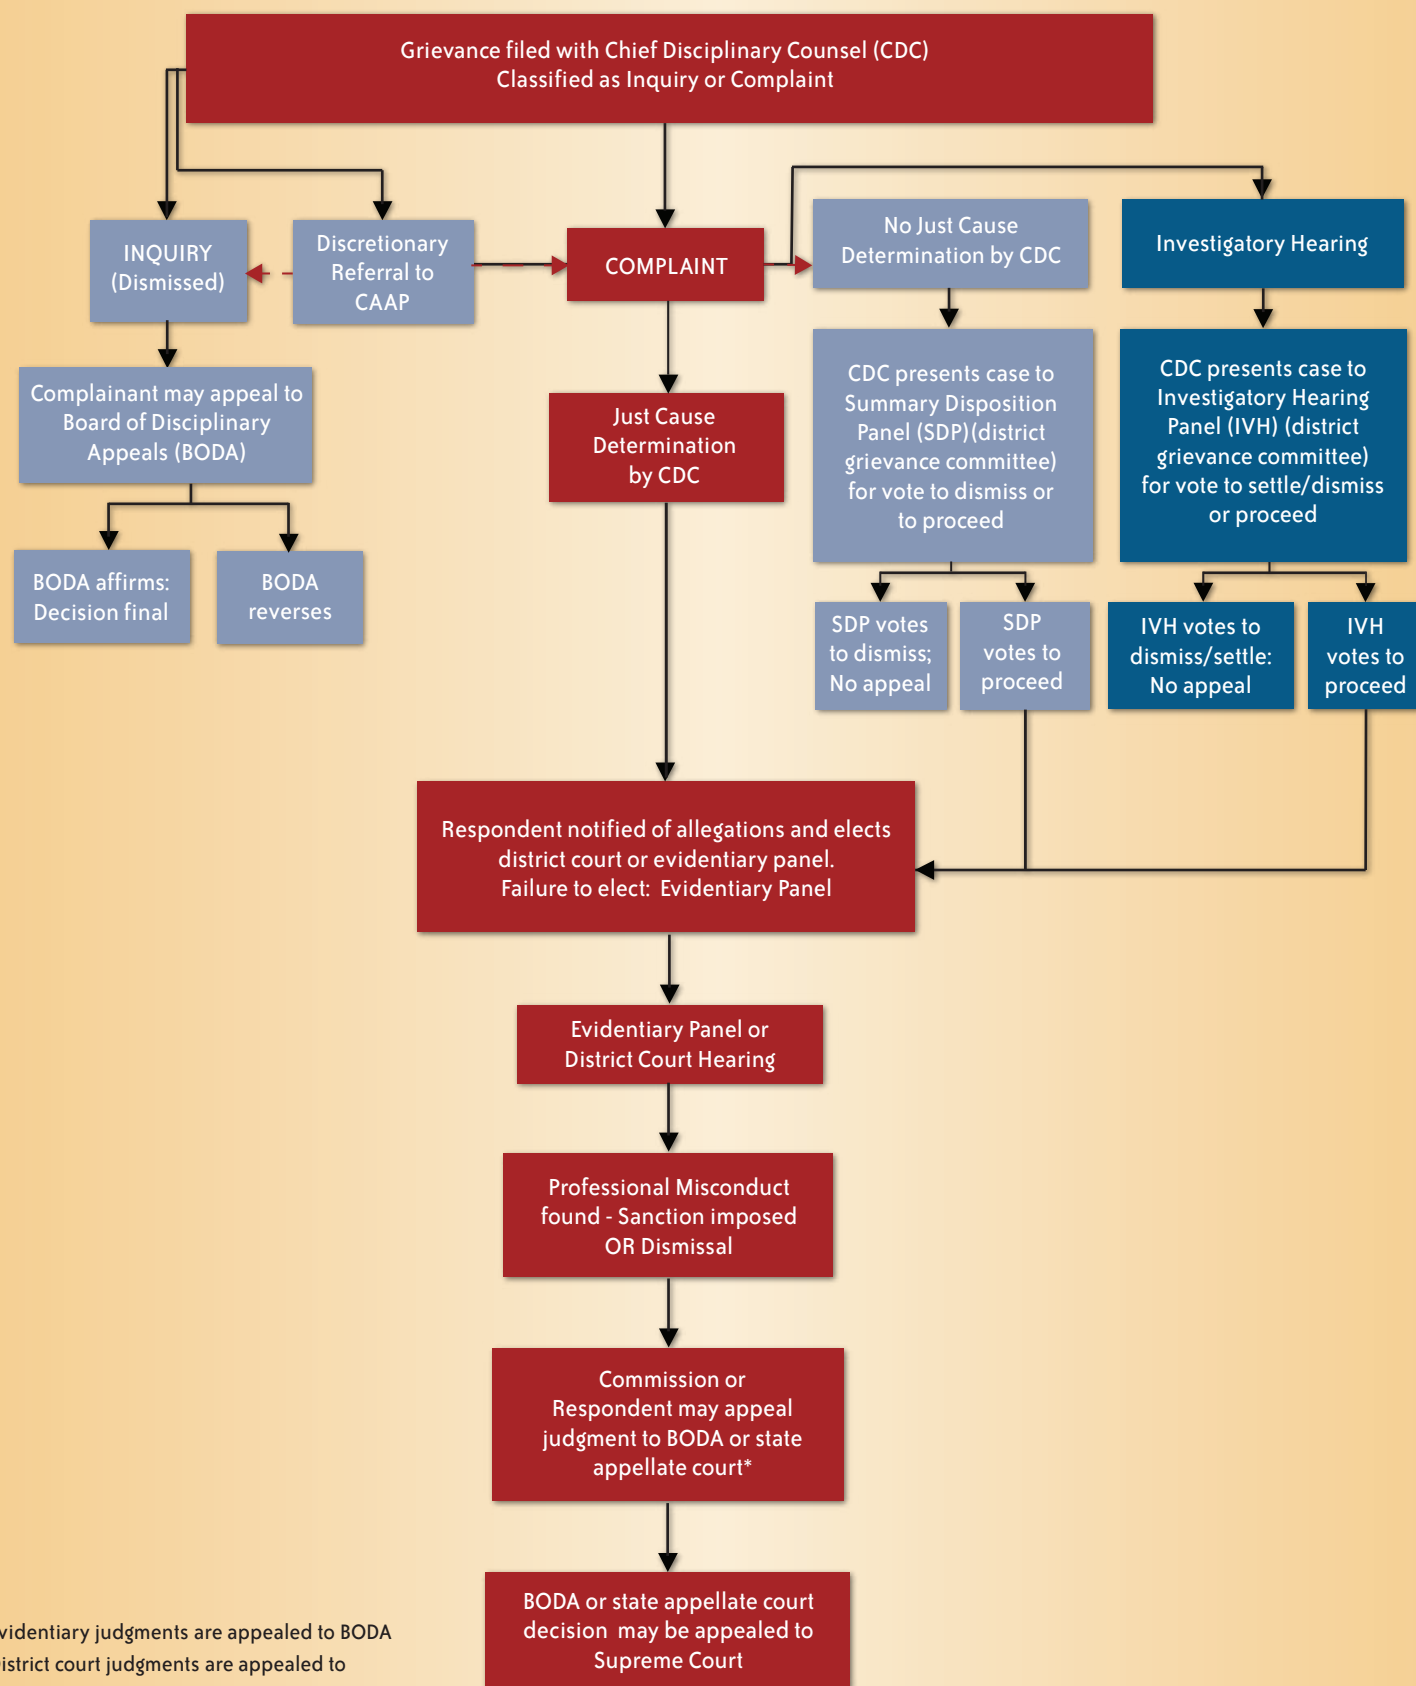 Grievance filed with Chief Disciplinary Counsel (CDC)
Classified as Inquiry or Complaint
INQUIRY
(Dismissed)
Discretionary
Referral to
CAAP
COMPLAINT
No Just Cause
Determination by CDC
Investigatory Hearing
Complainant may appeal to
Board of Disciplinary
Appeals (BODA)
BODA affirms:
Decision final
BODA
reverses
Just Cause
Determination
by CDC
CDC presents case to
Summary Disposition
Panel (SDP)(district
grievance committee)
for vote to dismiss or
to proceed
CDC presents case to
Investigatory Hearing
Panel (IVH) (district
grievance committee)
for vote to settle/dismiss
or proceed
SDP votes
to dismiss;
No appeal
SDP
votes to
proceed
IVH votes to
dismiss/settle:
No appeal
IVH
votes to
proceed
Respondent notified of allegations and elects
district court or evidentiary panel.
Failure to elect:  Evidentiary Panel
Evidentiary Panel or
District Court Hearing
Professional Misconduct
found - Sanction imposed
OR Dismissal
Commission or
Respondent may appeal
judgment to BODA or state
appellate court*
BODA or state appellate court
decision  may be appealed to
Supreme Court
videntiary judgments are appealed to BODA
istrict court judgments are appealed to